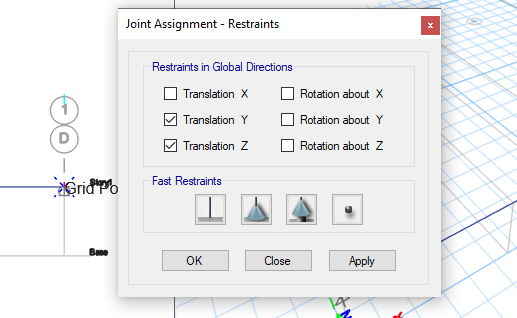 Joint Assignment - Restraints
x
Restraints in Global Directions
Translation X
Rotation about X
Translation Y
Rotation about Y
Translation Z
Rotation about Z
Fast Restraints
OK
Close
Apply
1
D
Story1
Grid Po
Base